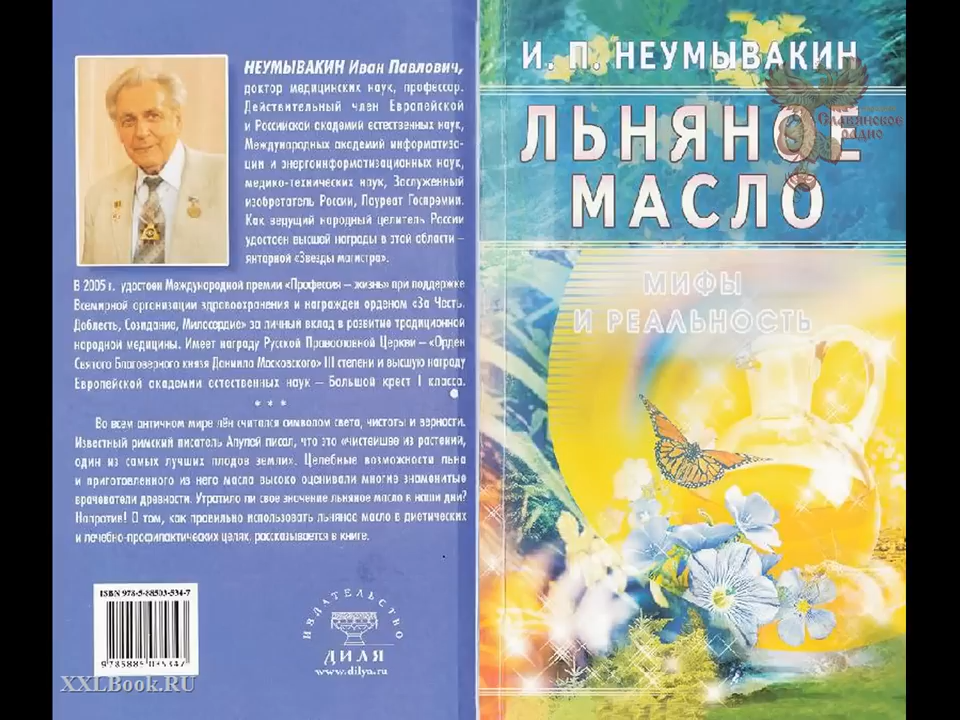 НЕУМЫВАКИН Иван Павлович,
доктор медицинских наук, профессор.
Действительный член Европейской
и Российской академий естественных наук,
Международных академий информатиза-
ции и энергоинформатизационных наук,
медико-технических наук, Заслуженный
изобретатель России, Лауреат Госпремии.
Как ведущий народный целитель России
удостоен высшей награды в этой области –
янтарной «Звезды магистра».
В 2005 г. удостоен Международной премии «Профессия – жизнь» при поддержке
Всемирной организации здравоохранения и награжден орденом «За Честь,
Доблесть, Созидание, Милосердие» за личный вклад в развитие традиционной
народной медицины. Имеет награду Русской Православной Церкви – «Орден
Святого Благоверного князя Даниила Московского» III степени и высшую награду
Европейской академии естественных наук – Большой крест I класса.
* * *
Во всем античном мире лён считался символом света, чистоты и верности.
Известный римский писатель Апулей писал, что это «чистейшее из растений,
один из самых лучших плодов земли». Целебные возможности льна
и приготовленного из него масла высоко оценивали многие знаменитые
врачеватели древности. Утратило ли свое значение льняное масло в наши дни?
Напротив! О том, как правильно использовать льняное масло в диетических
и лечебно-профилактических целях, рассказывается в книге.
ISBN 978-5-88503-534-7
9 785885 035347
ИЗДАТЕЛЬСТВО
ДИЛЯ
www.dilya.ru
XXLBook.RU
И. П. НЕУМЫВАКИН
Славянское
радио
ЛЬНЯНОЕ
МАСЛО
МИФЫ
И РЕАЛЬНОСТЬ